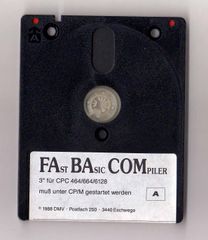 FAST BASIC COMPILER
3" für CPC 464/664/6128
muß unter CP/M gestartet werden
A
© 1988 DMV · Postfach 250 · 3440 Eschwege